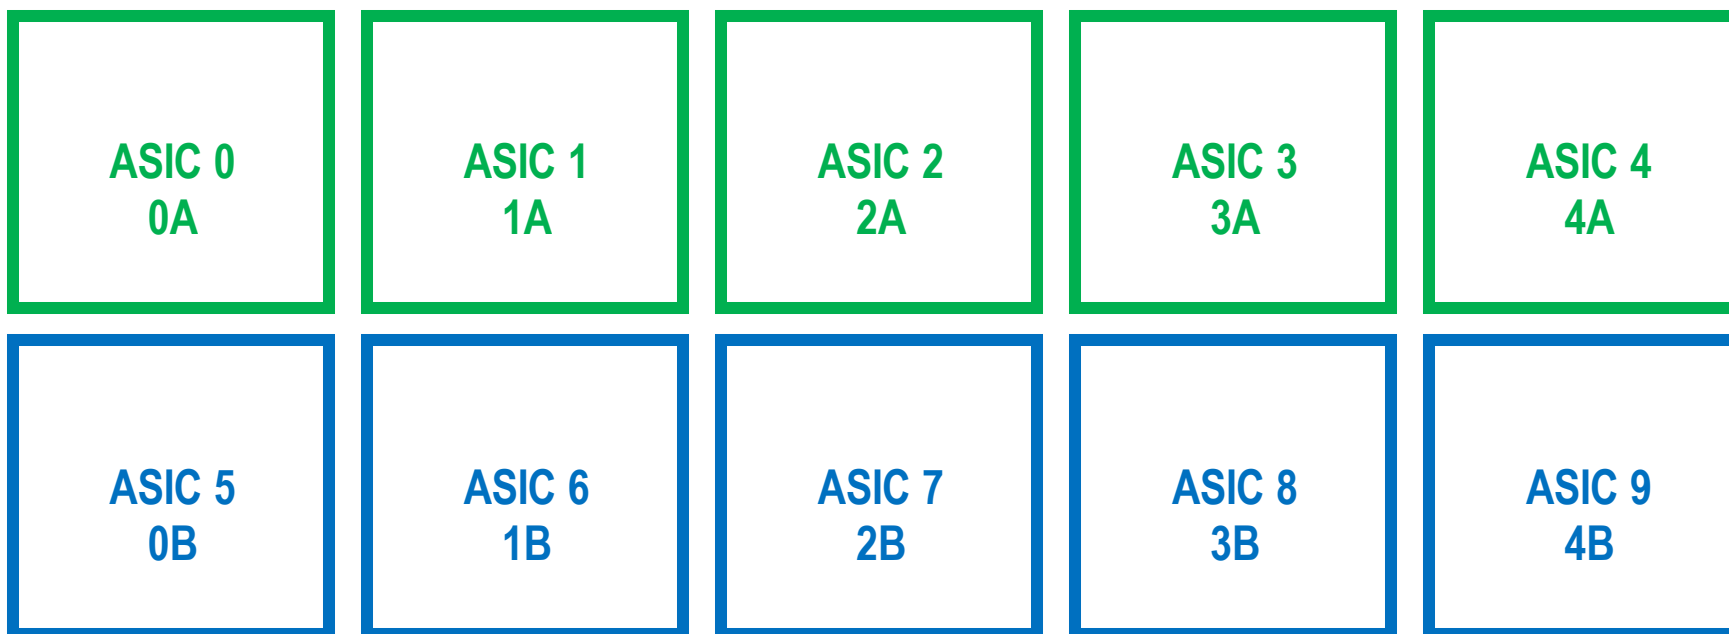 ASIC 0
0A
ASIC 1
1A
ASIC 2
2A
ASIC 3
3A
ASIC 4
4A
ASIC 5
0B
ASIC 6
1B
ASIC 7
2B
ASIC 8
3B
ASIC 9
4B